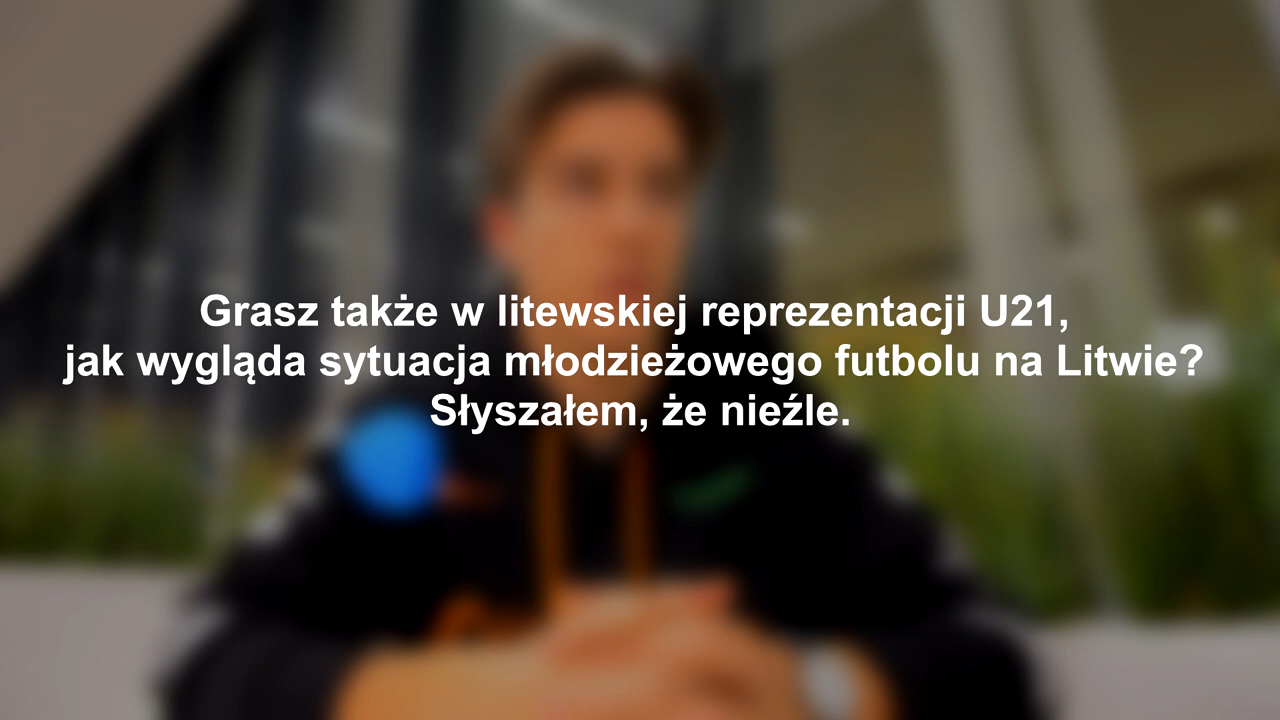 Grasz także w litewskiej reprezentacji U21,
jak wygląda sytuacja młodzieżowego futbolu na Litwie?
Słyszałem, że nieźle.